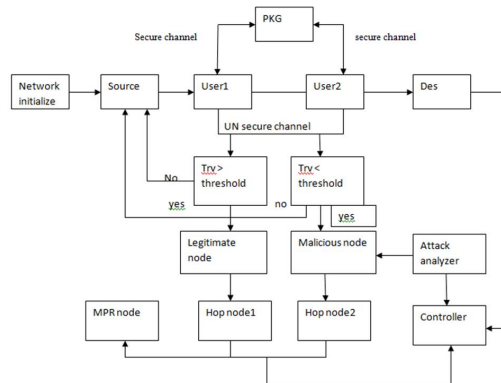 PKG
Secure channel
secure channel
Network
initialize
Source
User1
User2
Des
UN secure channel
Trv >
threshold
Trv <
threshold
No
yes
no
yes
Legitimate
node
Malicious node
Attack
analyzer
MPR node
Hop node1
Hop node2
Controller